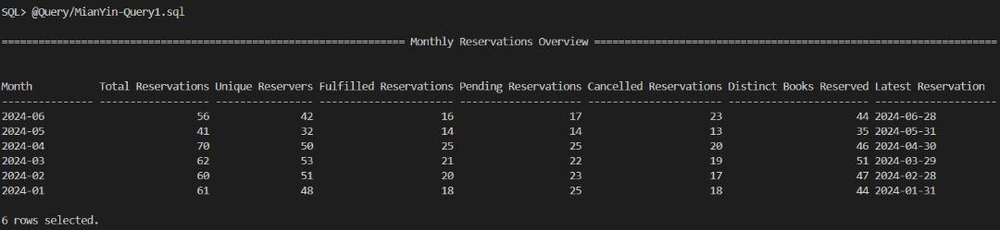 SQL> @Query/MianYin-Query1.sql
================================================================== Monthly Reservations Overview ==================================================================
Month Total Reservations Unique Reservers Fulfilled Reservations Pending Reservations Cancelled Reservations Distinct Books Reserved Latest Reservation
--------------- ------------------ ---------------- ---------------------- -------------------- ---------------------- ----------------------- ------------------
2024-06 56 42 16 17 23 44 2024-06-28
2024-05 41 32 14 14 13 35 2024-05-31
2024-04 70 50 25 25 20 46 2024-04-30
2024-03 62 53 21 22 19 51 2024-03-29
2024-02 60 51 20 23 17 47 2024-02-28
2024-01 61 48 18 25 18 44 2024-01-31
6 rows selected.